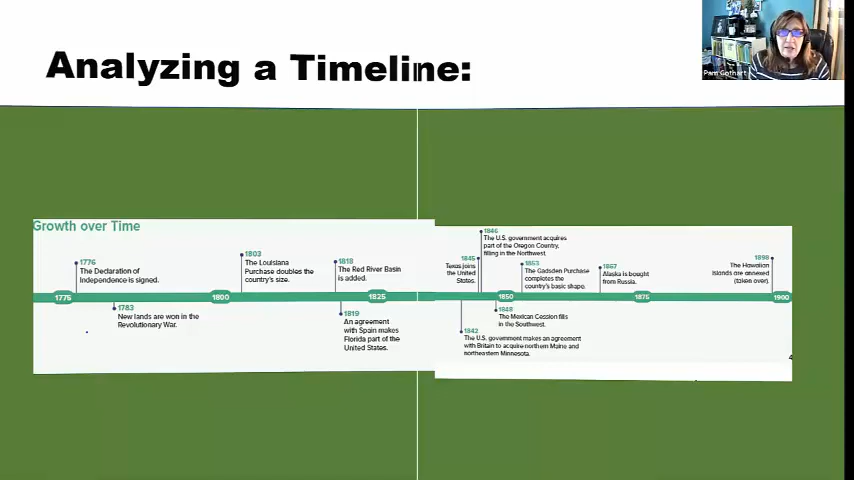 Analyzing a Timeline:
Pam Gothart
Growth over Time
1776
The Declaration of
Independence is signed.
1803
The Louisiana
Purchase doubles the
country's size.
1818
The Red River Basin
is added.
1775
1800
1825
1783
New lands are won in the
Revolutionary War.
1819
An agreement
with Spain makes
Florida part of the
United States.
1846
The U.S. government acquires
part of the Oregon Country,
filling in the Northwest.
1845
Texas joins
the United
States.
1853
The Gadsden Purchase
completes the
country's basic shape.
1867
Alaska is bought
from Russia.
1898
The Hawaiian
Islands are annexed
(taken over).
1850
1875
1900
1848
The Mexican Cession fills
in the Southwest.
1842
The U.S. government makes an agreement
with Britain to acquire northern Maine and
northeastern Minnesota.
4